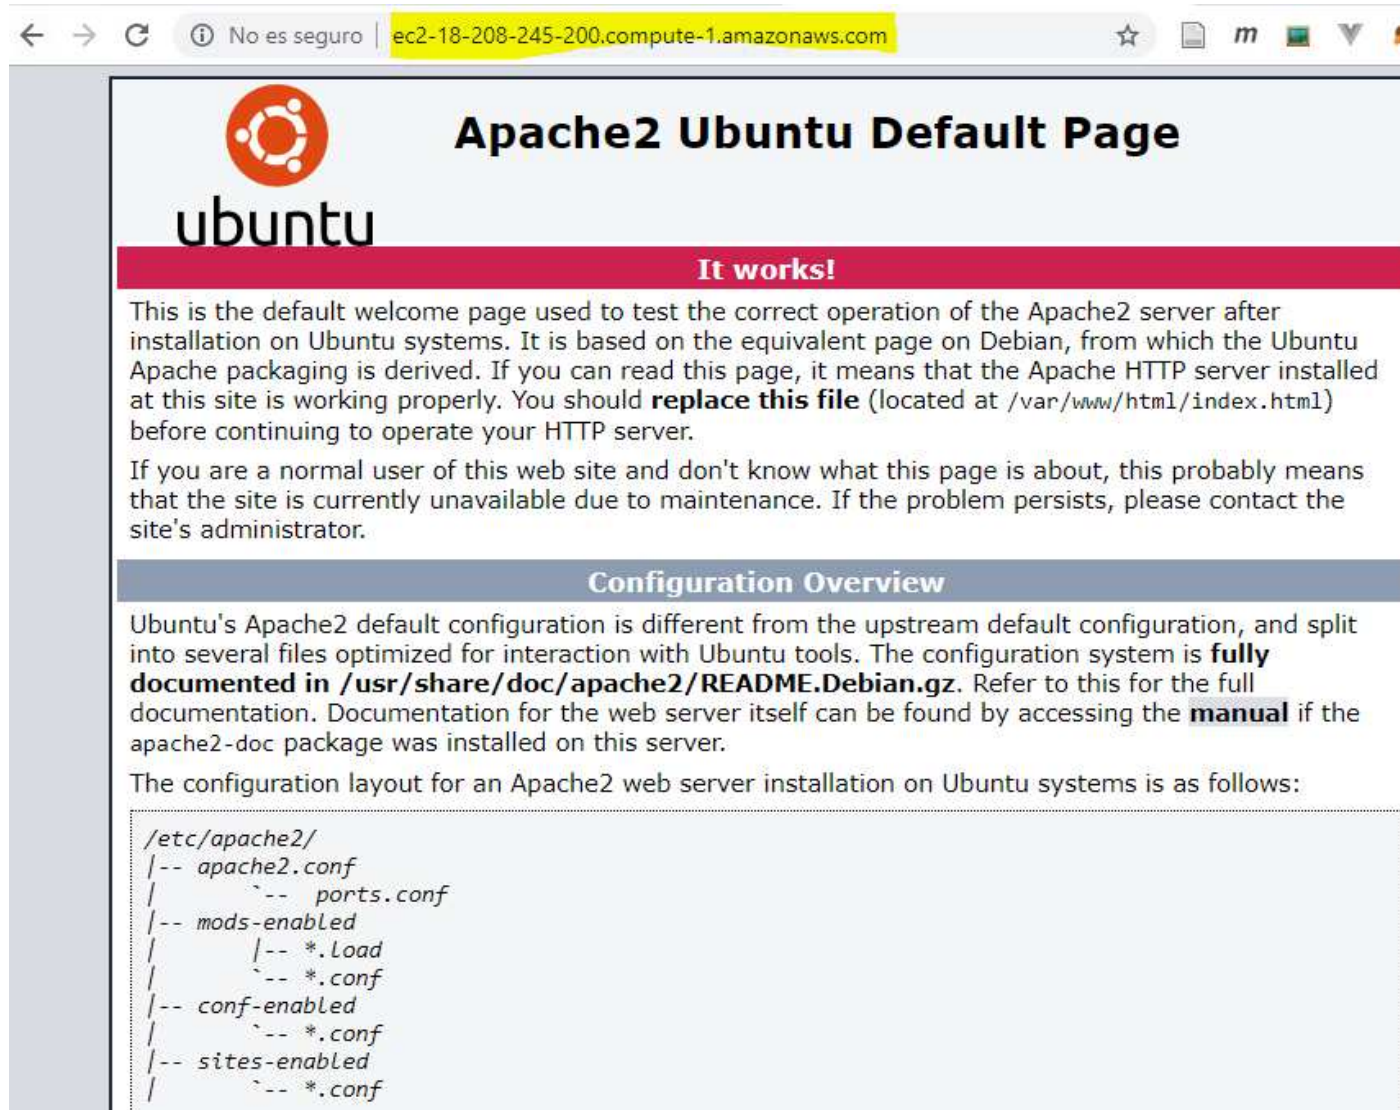 No es seguro | ec2-18-208-245-200.compute-1.amazonaws.com
m
Apache2 Ubuntu Default Page
ubuntu
It works!
This is the default welcome page used to test the correct operation of the Apache2 server after
installation on Ubuntu systems. It is based on the equivalent page on Debian, from which the Ubuntu
Apache packaging is derived. If you can read this page, it means that the Apache HTTP server installed
at this site is working properly. You should replace this file (located at /var/www/html/index.html)
before continuing to operate your HTTP server.
If you are a normal user of this web site and don't know what this page is about, this probably means
that the site is currently unavailable due to maintenance. If the problem persists, please contact the
site's administrator.
Configuration Overview
Ubuntu's Apache2 default configuration is different from the upstream default configuration, and split
into several files optimized for interaction with Ubuntu tools. The configuration system is fully
documented in /usr/share/doc/apache2/README.Debian.gz. Refer to this for the full
documentation. Documentation for the web server itself can be found by accessing the manual if the
apache2-doc package was installed on this server.
The configuration layout for an Apache2 web server installation on Ubuntu systems is as follows:
/etc/apache2/
|-- apache2.conf
|       `--  ports.conf
|-- mods-enabled
|       |-- *.load
|       `-- *.conf
|-- conf-enabled
|       `-- *.conf
|-- sites-enabled
|       `-- *.conf